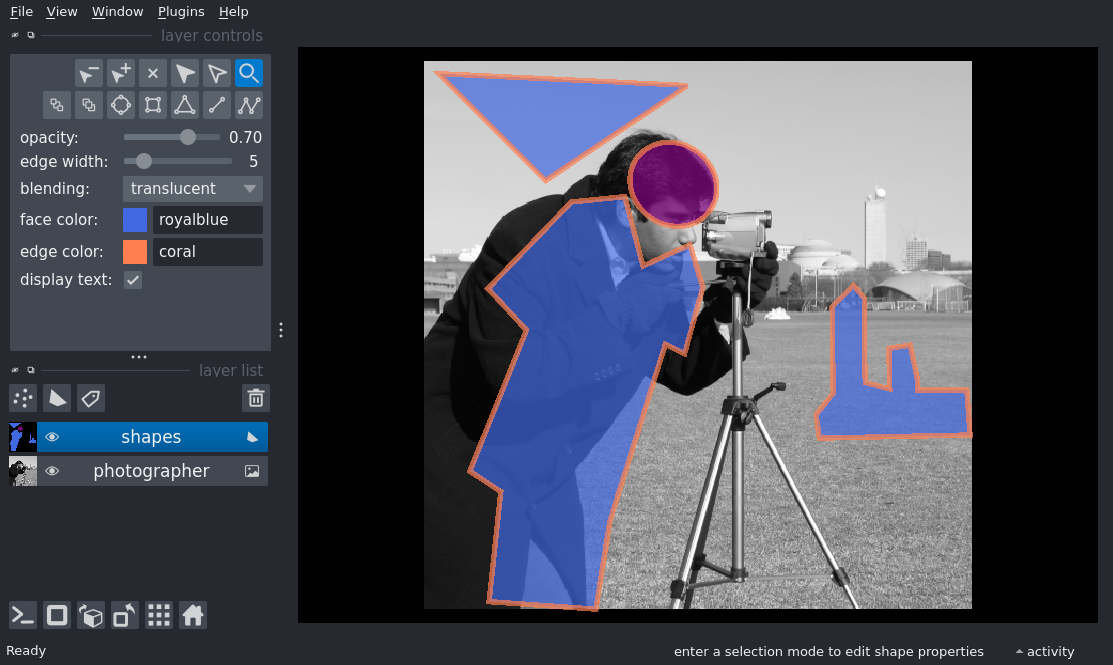 File View Window Plugins Help
layer controls
opacity: 0.70
edge width: 5
blending: translucent
face color: royalblue
edge color: coral
display text:
layer list
shapes
photographer
Ready
enter a selection mode to edit shape properties
activity